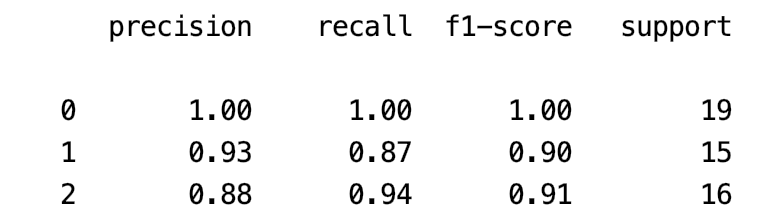 precision recall f1-score support
0 1.00 1.00 1.00 19
1 0.93 0.87 0.90 15
2 0.88 0.94 0.91 16